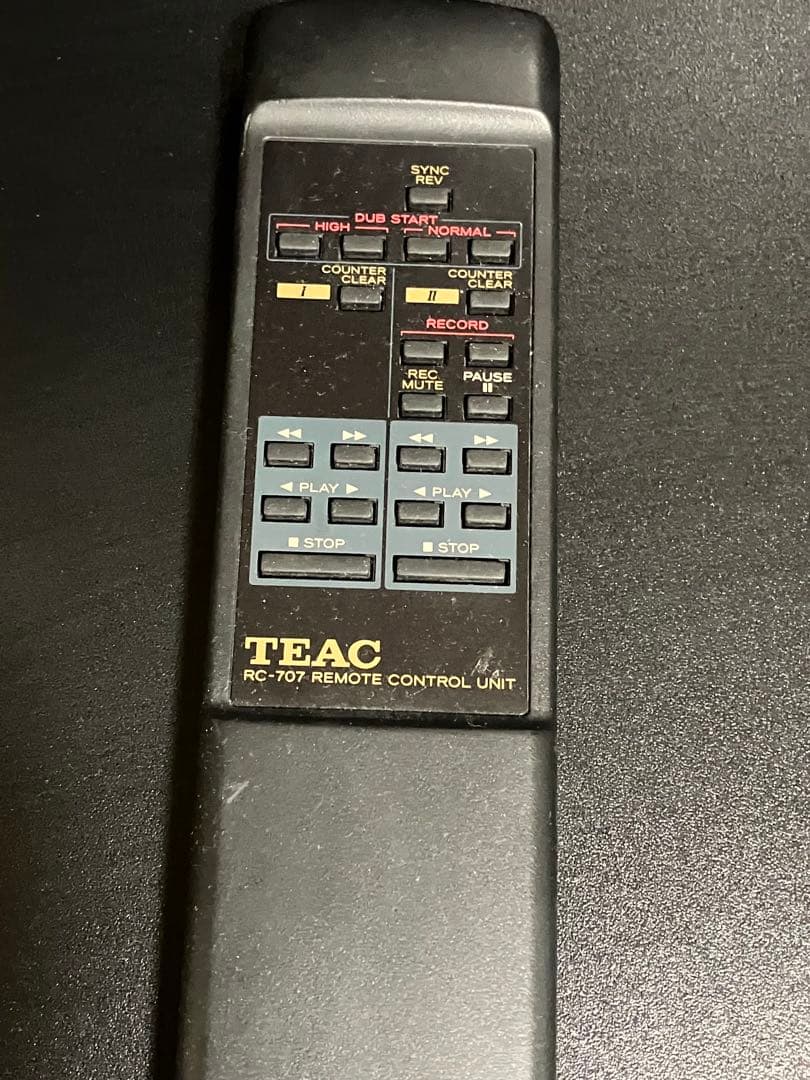 SYNC
REV
DUB START
HIGH NORMAL
COUNTER
CLEAR
COUNTER
CLEAR
I
II
RECORD
REC
MUTE
PAUSE
⏸
◀◀ ▶▶
◀◀ ▶▶
◀ PLAY ▶
◀ PLAY ▶
■ STOP
■ STOP
TEAC
RC-707 REMOTE CONTROL UNIT